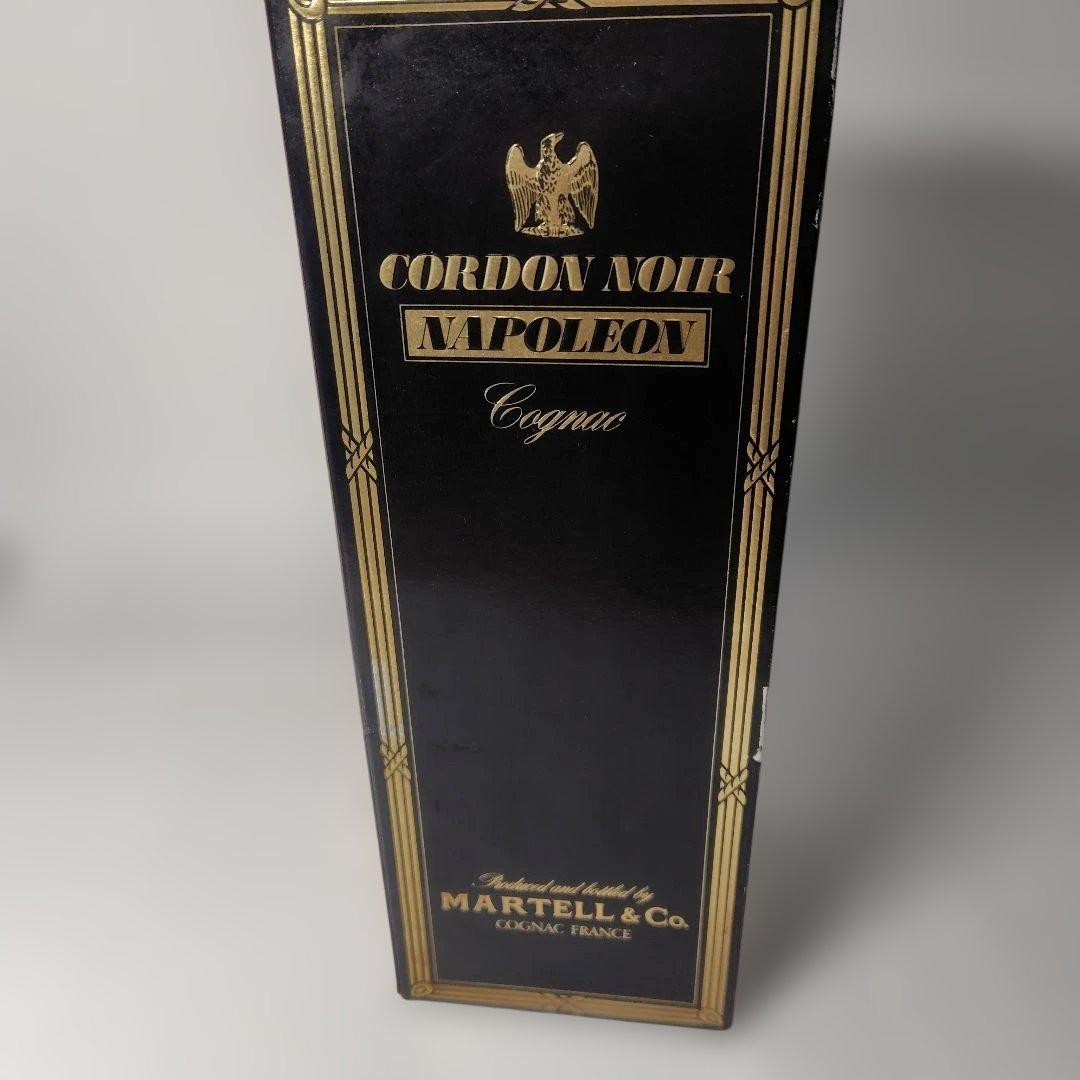 CORDON NOIR
NAPOLEON
Cognac
Produced and bottled by
MARTELL & Co.
COGNAC FRANCE